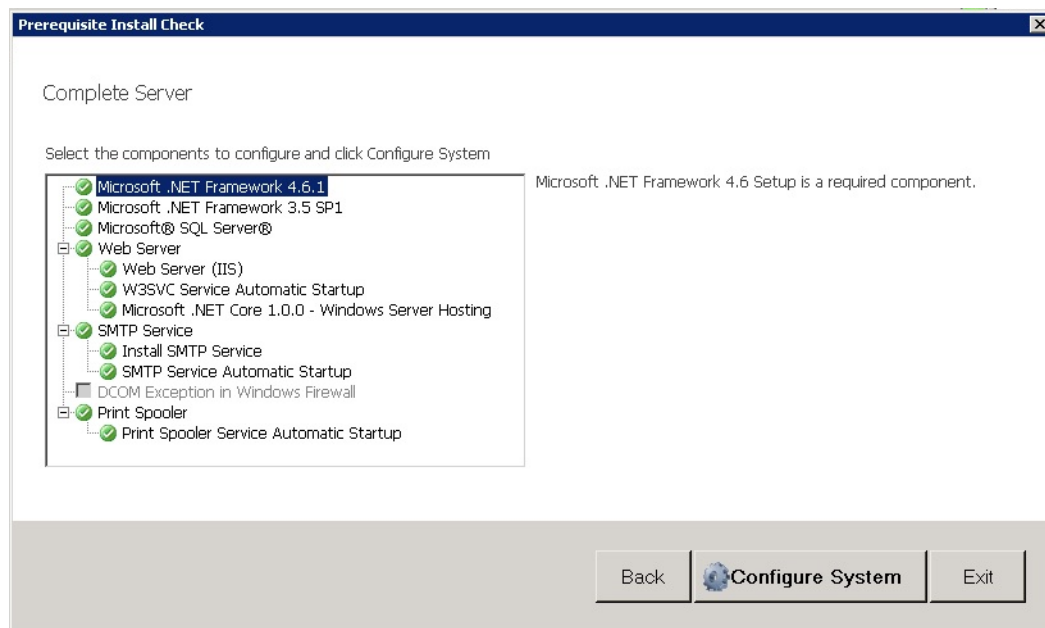 Prerequisite Install Check
Complete Server
Select the components to configure and click Configure System
Microsoft .NET Framework 4.6.1
Microsoft .NET Framework 4.6 Setup is a required component.
Microsoft .NET Framework 3.5 SP1
Microsoft® SQL Server®
Web Server
Web Server (IIS)
W3SVC Service Automatic Startup
Microsoft .NET Core 1.0.0 - Windows Server Hosting
SMTP Service
Install SMTP Service
SMTP Service Automatic Startup
DCOM Exception in Windows Firewall
Print Spooler
Print Spooler Service Automatic Startup
Back
Configure System
Exit